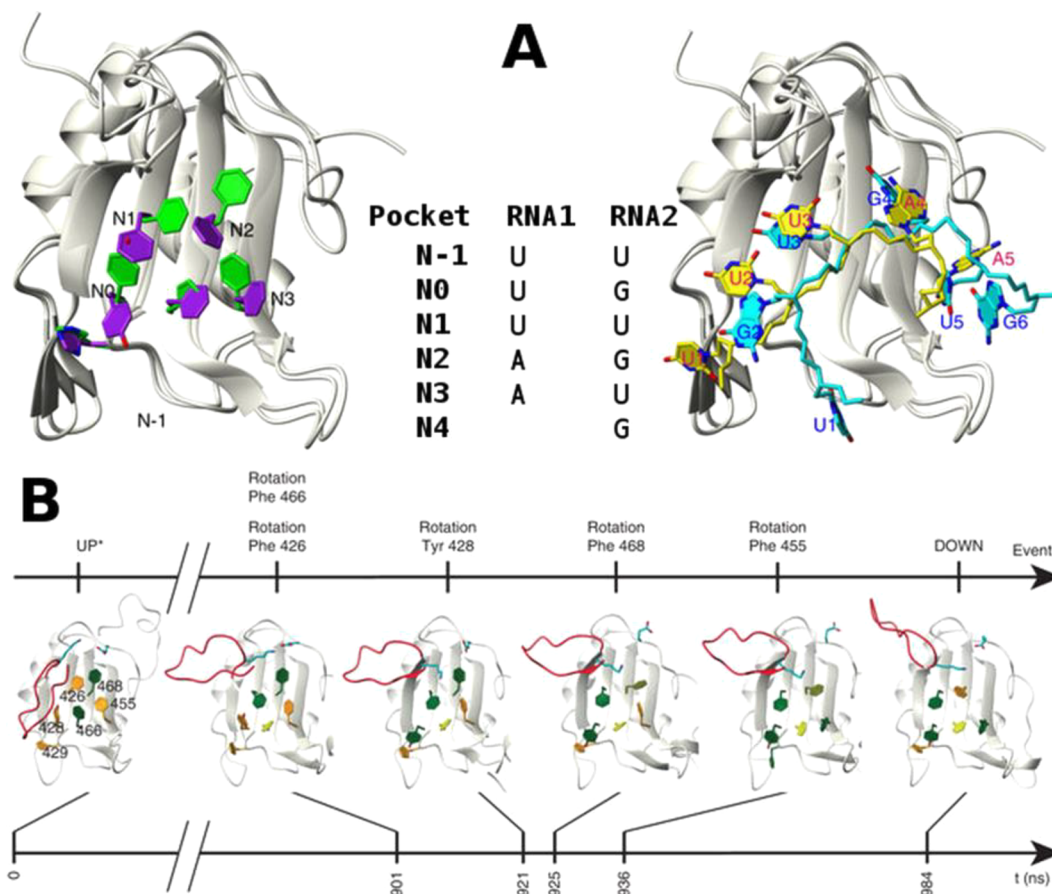 A
N1
N2
N0
N3
N-1
Pocket RNA1 RNA2
N-1 U U
N0 U G
N1 U U
N2 A G
N3 A U
N4 G
G4 A4
U3
U3
A5
U2
G2
U5 G6
U1
U1
B
Rotation
Phe 466
UP*
Rotation
Phe 426
Rotation
Tyr 428
Rotation
Phe 468
Rotation
Phe 455
DOWN
Event
426 468
455
428 466
429
0
901
921
925
936
984
t (ns)